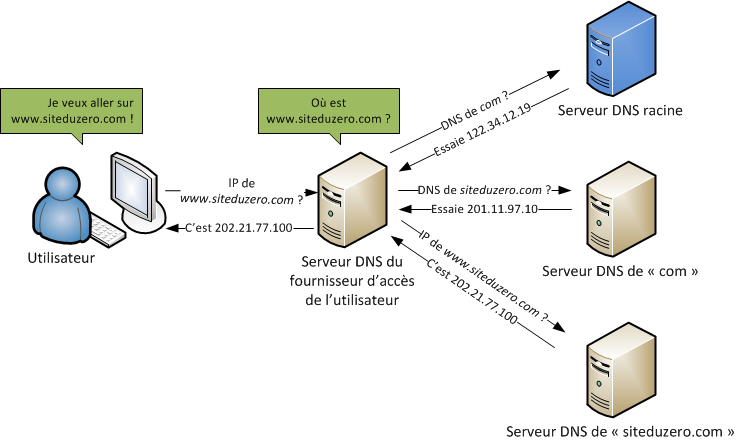 Je veux aller sur
www.siteduzero.com !
Où est
www.siteduzero.com ?
DNS de com ?
Essaie 122.34.12.19
Serveur DNS racine
IP de
www.siteduzero.com ?
C'est 202.21.77.100
DNS de siteduzero.com ?
Essaie 201.11.97.10
IP de www.siteduzero.com ?
C'est 202.21.77.100
Utilisateur
Serveur DNS du
fournisseur d'accès
de l'utilisateur
Serveur DNS de « com »
Serveur DNS de « siteduzero.com »